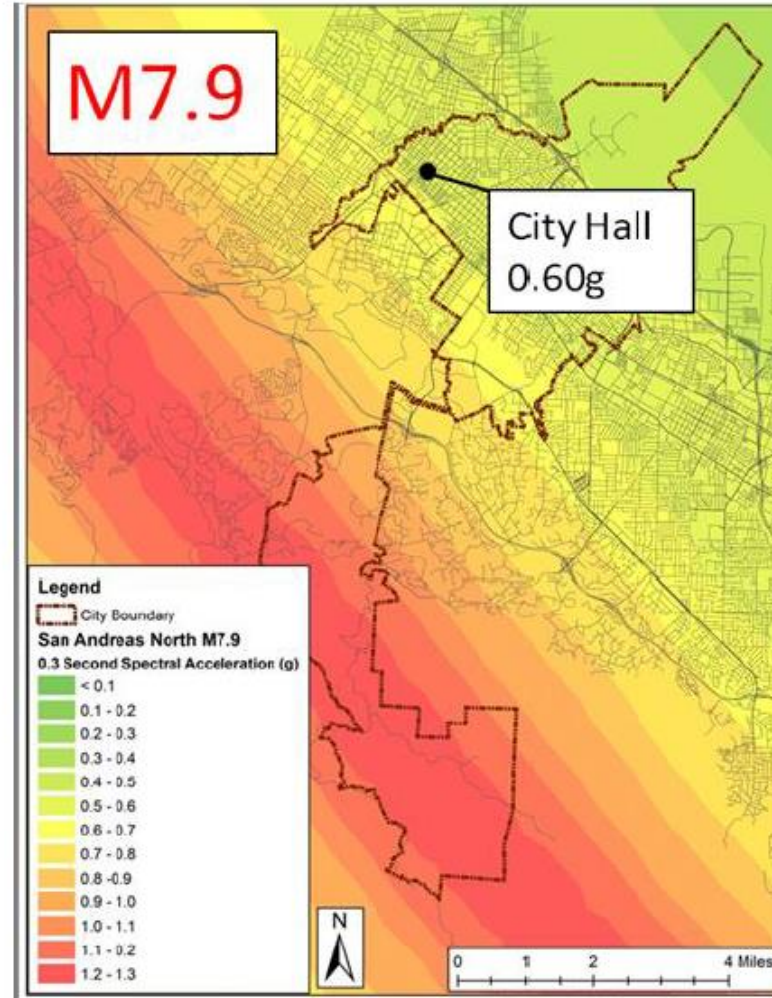 M7.9
City Hall
0.60g
Legend
City Boundary
San Andreas North M7.9
0.3 Second Spectral Acceleration (g)
< 0.1
0.1 - 0.2
0.2 - 0.3
0.3 - 0.4
0.4 - 0.5
0.5 - 0.6
0.6 - 0.7
0.7 - 0.8
0.8 -0.9
0.9 - 1.0
1.0 - 1.1
1.1 - 0.2
1.2 - 1.3
N
0 1 2 4 Miles